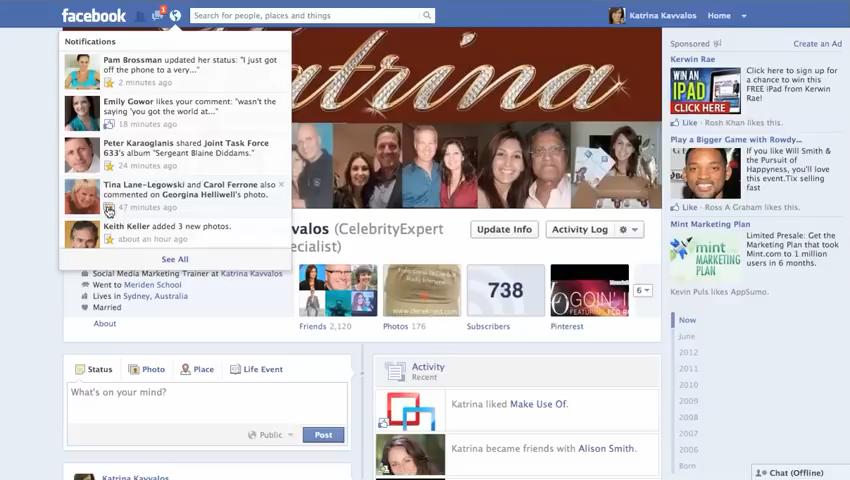 facebook
1
Search for people, places and things
Katrina Kavvalos
Home
Notifications
Pam Brossman updated her status: "I just got
off the phone to a very..."
2 minutes ago
Emily Gowor likes your comment: "wasn't the
saying "you got the world at..."
18 minutes ago
Peter Karaoglanis shared Joint Task Force
633's album "Sergeant Blaine Diddams."
24 minutes ago
Tina Lane-Legowski and Carol Ferrone also
commented on Georgina Helliwell's photo.
47 minutes ago
Keith Keller added 3 new photos.
about an hour ago
See All
atrina
valos (CelebrityExpert
ecialist)
Update Info
Activity Log
Social Media Marketing Trainer at Katrina Kavvalos
Went to Meriden School
Lives in Sydney, Australia
Married
About
738
GOIN' I
6
Friends 2,120
Photos 176
Subscribers
Pinterest
Status
Photo
Place
Life Event
What's on your mind?
Public
Post
Katrina Kavvalos
Activity
Recent
Katrina liked Make Use Of.
Katrina became friends with Alison Smith.
Sponsored
Create an Ad
Kerwin Rae
WIN AN
IPAD
CLICK HERE
Click here to sign up for
a chance to win this
FREE iPad from Kerwin
Rae!
Like · Rosh Khan likes this.
Play a Bigger Game with Rowdy...
If you like Will Smith &
the Pursuit of
Happyness, you'll love
this event.Tix selling
fast
Like · Ross A Graham likes this.
Mint Marketing Plan
mint
MARKETING
PLAN
Limited Presale: Get the
Marketing Plan that took
Mint.com to 1 million
users in 6 months.
Kevin Puls likes AppSumo.
Now
June
2012
2011
2010
2009
2008
2007
2006
Born
Chat (Offline)